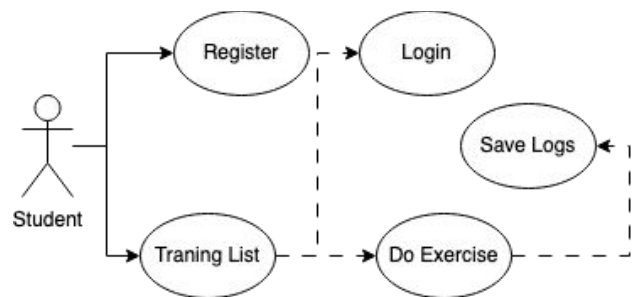 Register
Login
Save Logs
Student
Traning List
Do Exercise